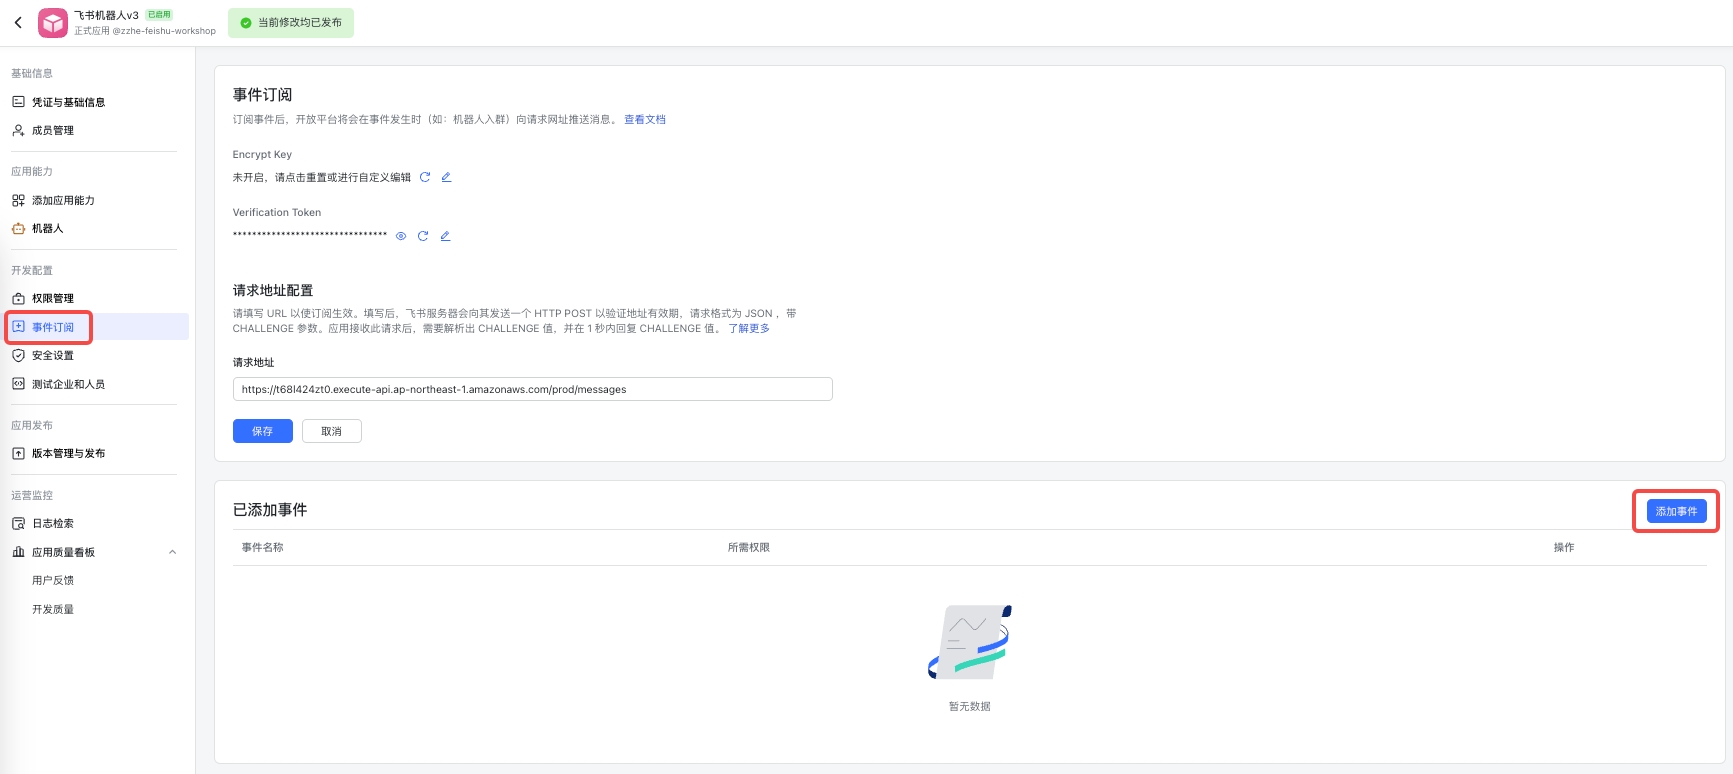 飞书机器人v3 已启用
正式应用 @zzhe-feishu-workshop
当前修改均已发布
基础信息
凭证与基础信息
成员管理
应用能力
添加应用能力
机器人
开发配置
权限管理
事件订阅
安全设置
测试企业和人员
应用发布
版本管理与发布
运营监控
日志检索
应用质量看板
用户反馈
开发质量
事件订阅
订阅事件后，开放平台将会在事件发生时（如：机器人入群）向请求网址推送消息。 查看文档
Encrypt Key
未开启，请点击重置或进行自定义编辑
Verification Token
********************************
请求地址配置
请填写 URL 以使订阅生效。填写后，飞书服务器会向其发送一个 HTTP POST 以验证地址有效期，请求格式为 JSON ，带
CHALLENGE 参数。应用接收此请求后，需要解析出 CHALLENGE 值，并在 1 秒内回复 CHALLENGE 值。 了解更多
请求地址
https://t68l424zt0.execute-api.ap-northeast-1.amazonaws.com/prod/messages
保存 取消
已添加事件 添加事件
事件名称 所需权限 操作
暂无数据